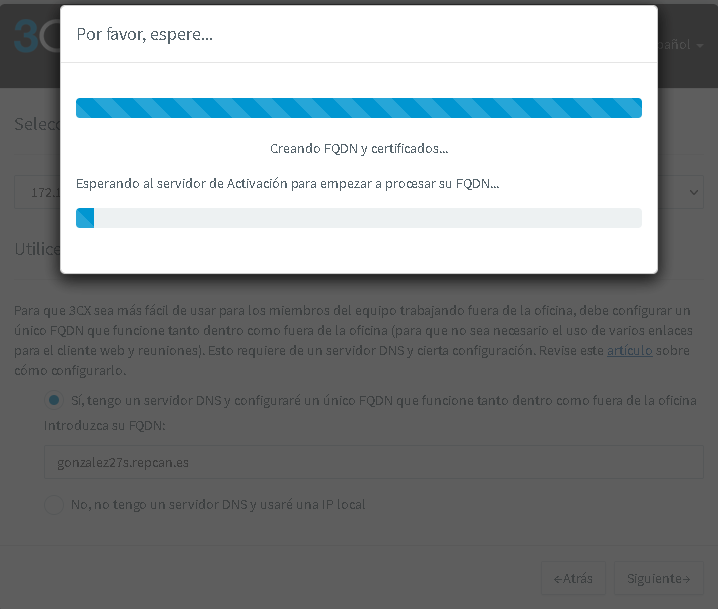 Por favor, espere...
Creando FQDN y certificados...
Esperando al servidor de Activación para empezar a procesar su FQDN...
3C
pañol
Selecc
172.1
Utilice
Para que 3CX sea más fácil de usar para los miembros del equipo trabajando fuera de la oficina, debe configurar un
único FQDN que funcione tanto dentro como fuera de la oficina (para que no sea necesario el uso de varios enlaces
para el cliente web y reuniones). Esto requiere de un servidor DNS y cierta configuración. Revise este artículo sobre
cómo configurarlo.
Sí, tengo un servidor DNS y configuraré un único FQDN que funcione tanto dentro como fuera de la oficina
Introduzca su FQDN:
gonzalez27s.repcan.es
No, no tengo un servidor DNS y usaré una IP local
←Atrás
Siguiente→